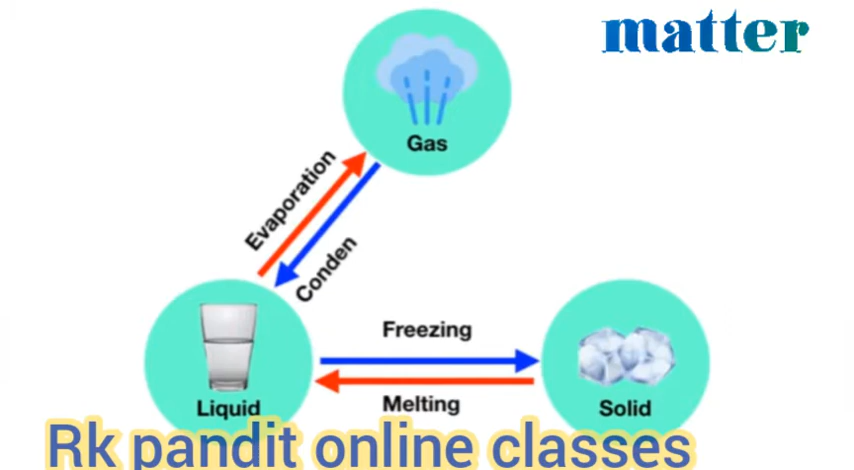 matter
Gas
Evaporation
Conden
Freezing
Melting
Liquid
Solid
Rk pandit online classes